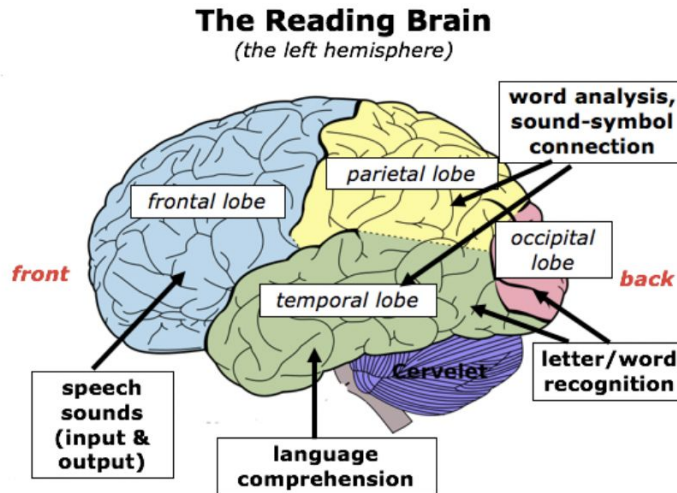 The Reading Brain
(the left hemisphere)
word analysis,
sound-symbol
connection
parietal lobe
frontal lobe
occipital
lobe
front
back
temporal lobe
Cervelet
letter/word
recognition
speech
sounds
(input &
output)
language
comprehension